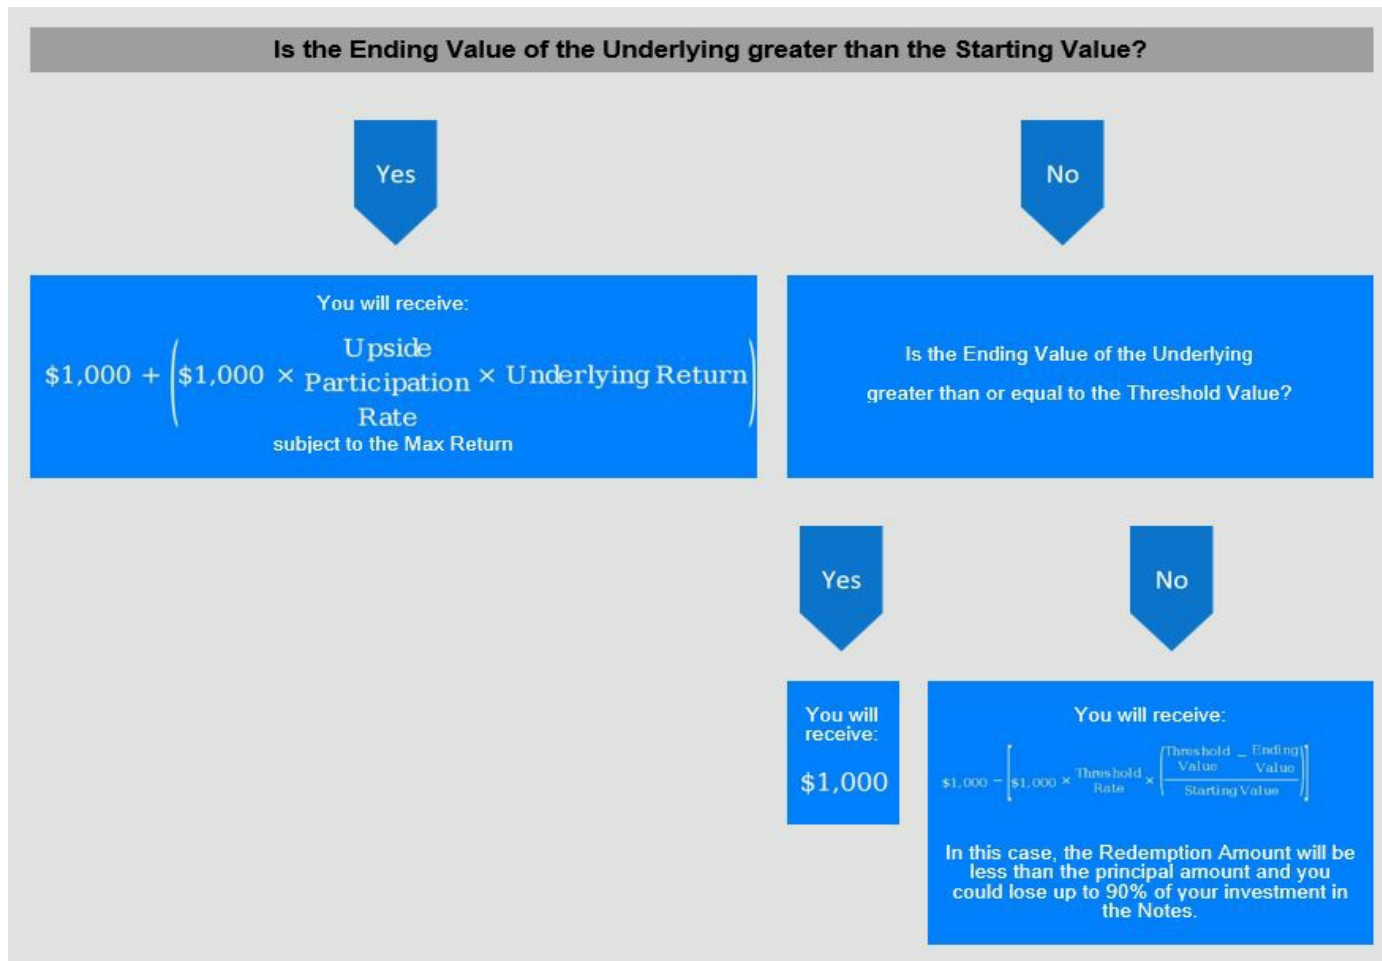 Is the Ending Value of the Underlying greater than the Starting Value?
Yes
No
You will receive:
$1,000 + ($1,000 × Upside Participation Rate × Underlying Return)
subject to the Max Return
Is the Ending Value of the Underlying
greater than or equal to the Threshold Value?
Yes
No
You will
receive:
$1,000
You will receive:
$1,000 − [$1,000 × Threshold Rate × (Threshold Value − Ending Value / Starting Value)]
In this case, the Redemption Amount will be
less than the principal amount and you
could lose up to 90% of your investment in
the Notes.